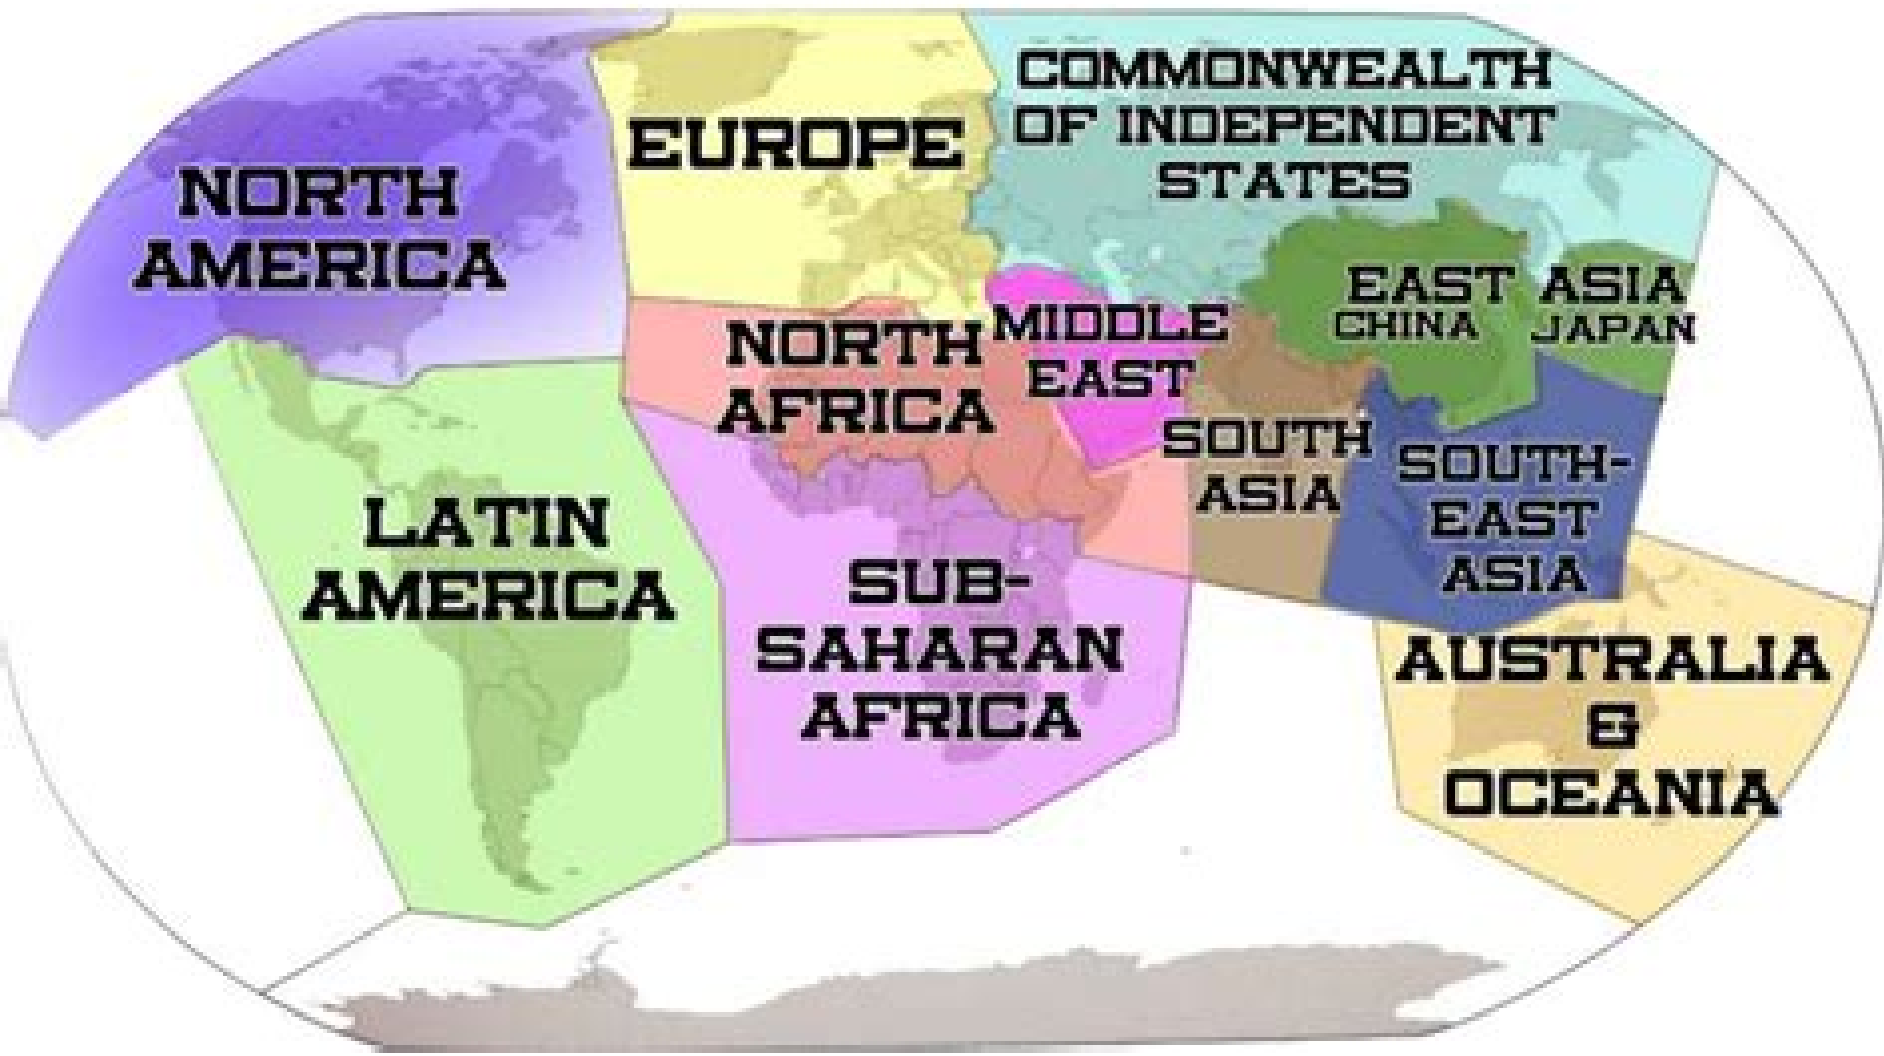 COMMONWEALTH
OF INDEPENDENT
STATES
EUROPE
NORTH
AMERICA
EAST ASIA
CHINA JAPAN
MIDDLE
EAST
NORTH
AFRICA
SOUTH
ASIA
SOUTH-
EAST
ASIA
LATIN
AMERICA
SUB-
SAHARAN
AFRICA
AUSTRALIA
&
OCEANIA